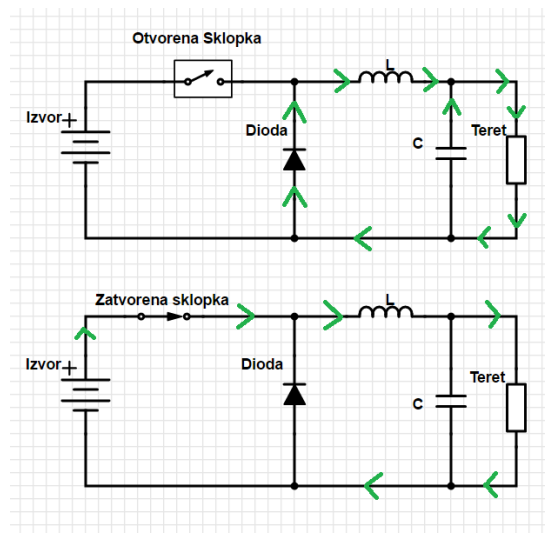 Otvorena Sklopka
L
Izvor+
Dioda
C
Teret
Zatvorena sklopka
L
Izvor+
Dioda
Teret
C